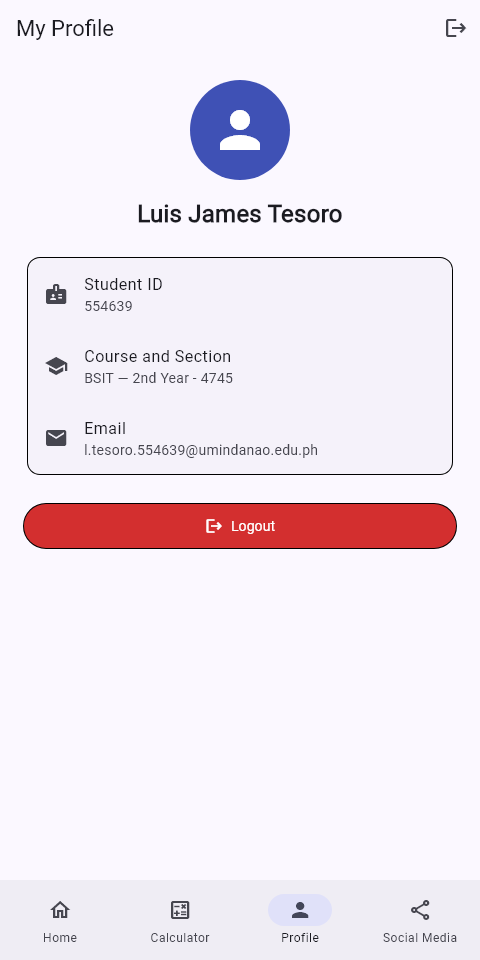 My Profile
Luis James Tesoro
Student ID
554639
Course and Section
BSIT — 2nd Year - 4745
Email
l.tesoro.554639@umindanao.edu.ph
Logout
Home
Calculator
Profile
Social Media